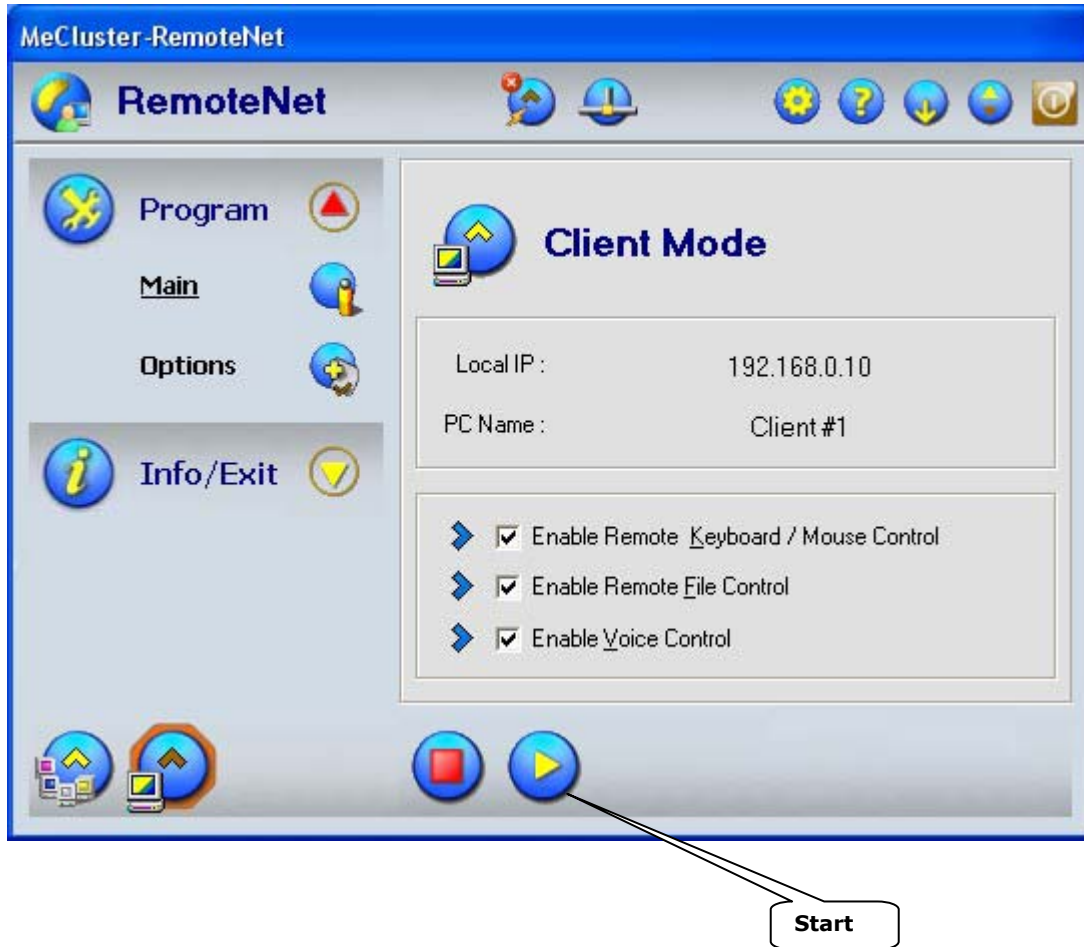 MeCluster-RemoteNet
RemoteNet
Program
Main
Options
Info/Exit
Client Mode
Local IP : 192.168.0.10
PC Name : Client #1
Enable Remote Keyboard / Mouse Control
Enable Remote File Control
Enable Voice Control
Start